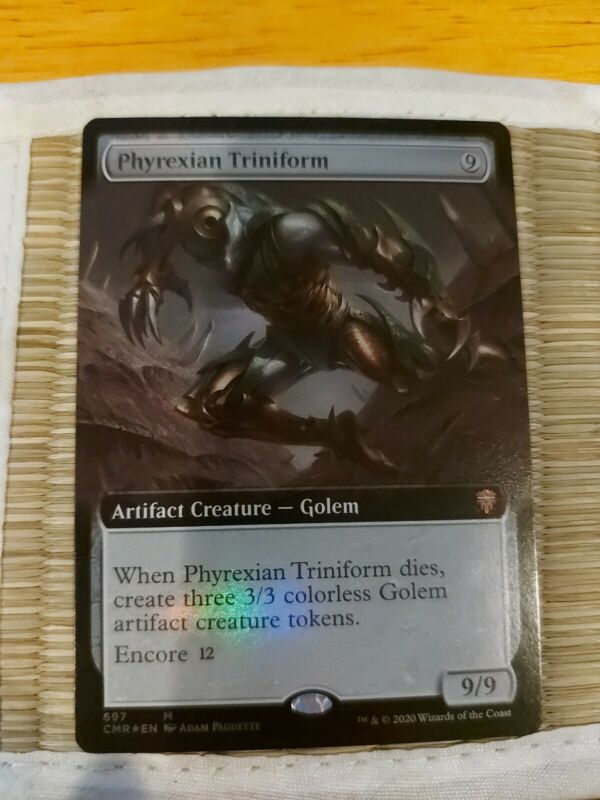 Phyrexian Triniform 9
Artifact Creature — Golem
When Phyrexian Triniform dies,
create three 3/3 colorless Golem
artifact creature tokens.
Encore 12
9/9
697 M
CMR★EN Adam Paquette
™ & © 2020 Wizards of the Coast